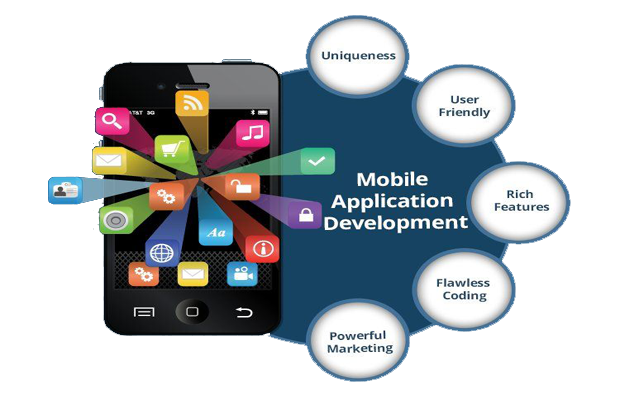 AT&T 3G
Aa
Mobile
Application
Development
Uniqueness
User
Friendly
Rich
Features
Flawless
Coding
Powerful
Marketing